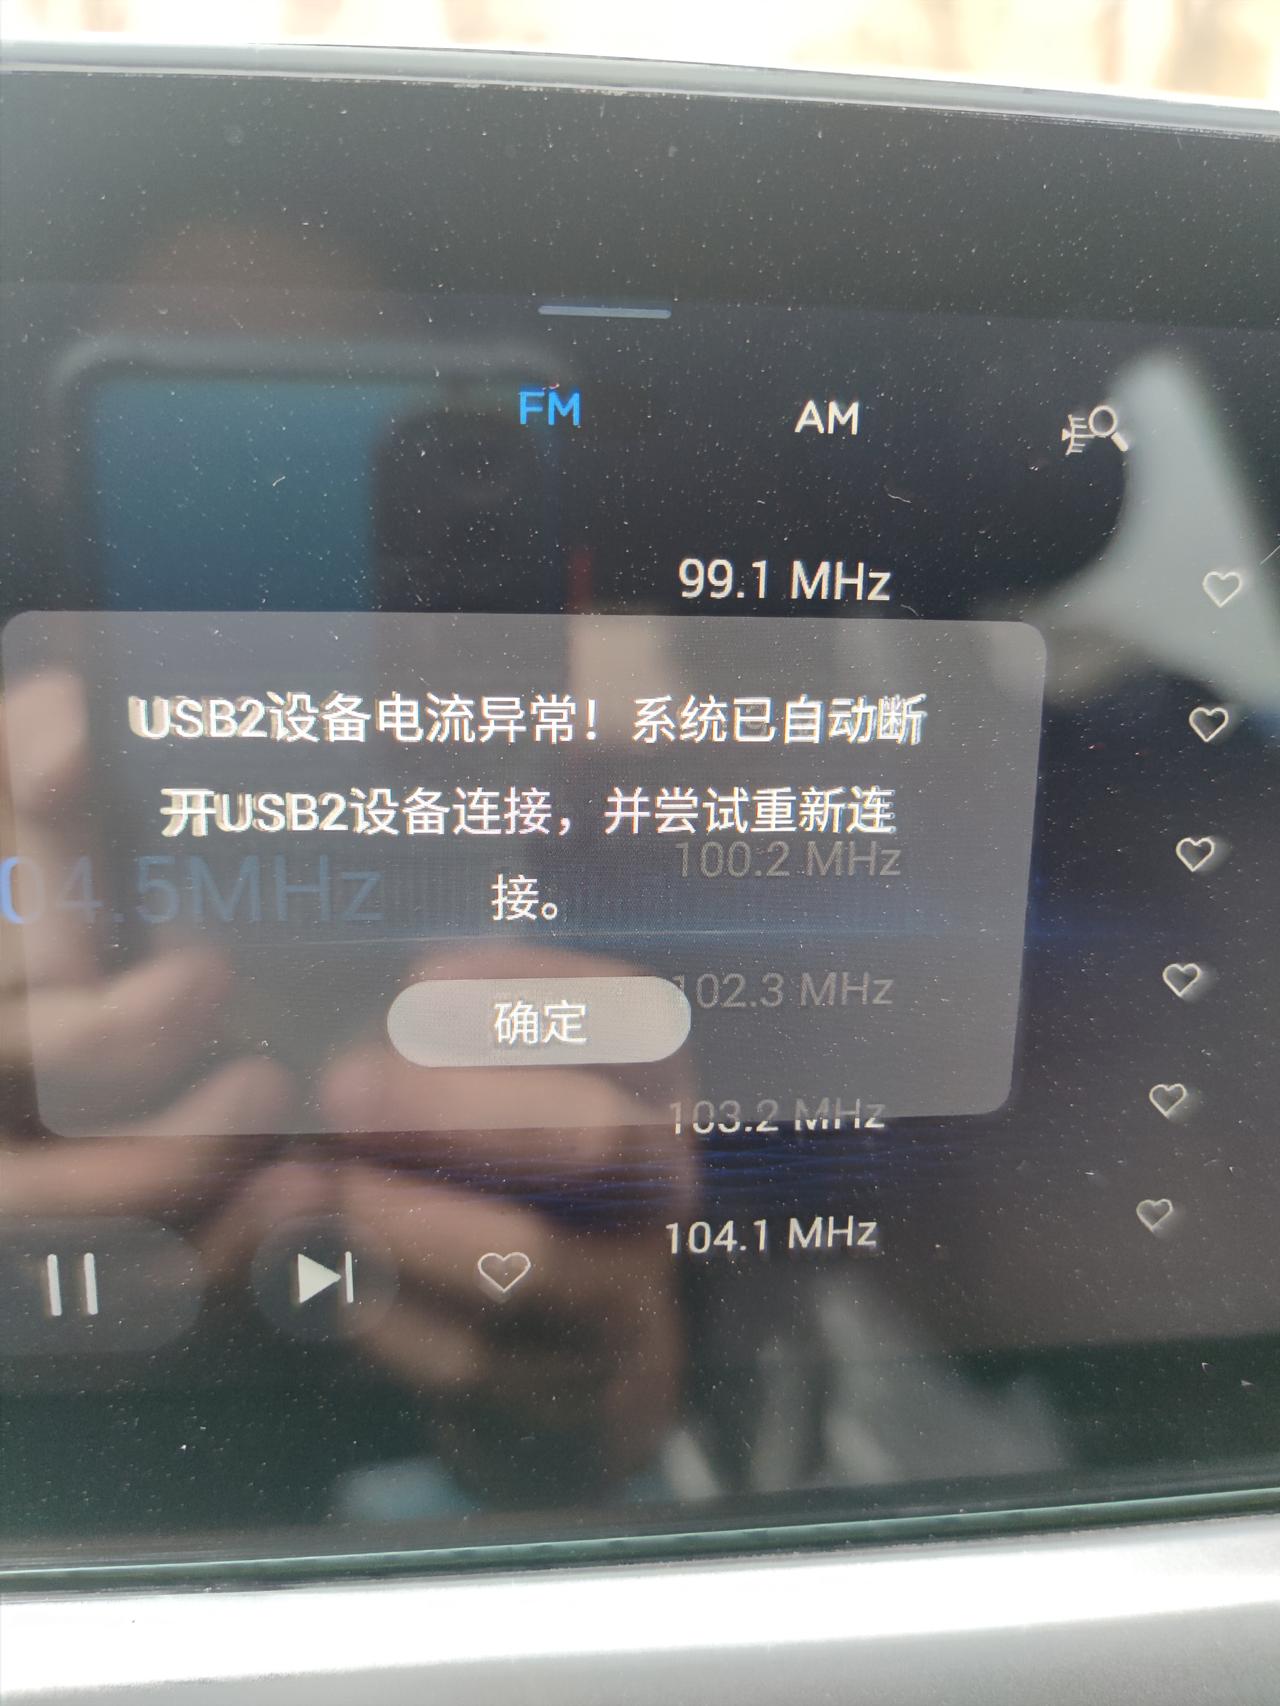 FM
AM
99.1 MHz
USB2设备电流异常！系统已自动断
开USB2设备连接，并尝试重新连
接。
04.5MHz
100.2 MHz
102.3 MHz
确定
103.2 MHz
104.1 MHz